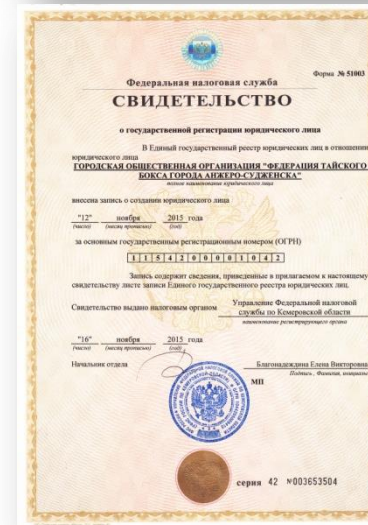 Форма № 51003
Федеральная налоговая служба
СВИДЕТЕЛЬСТВО
о государственной регистрации юридического лица
В Единый государственный реестр юридических лиц в отношении
юридического лица
ГОРОДСКАЯ ОБЩЕСТВЕННАЯ ОРГАНИЗАЦИЯ "ФЕДЕРАЦИЯ ТАЙСКОГО
БОКСА ГОРОДА АНЖЕРО-СУДЖЕНСКА"
полное наименование юридического лица
внесена запись о создании юридического лица
"12" ноября 2015 года
(число) (месяц прописью) (год)
за основным государственным регистрационным номером (ОГРН)
1 1 5 4 2 0 0 0 0 1 0 4 2
Запись содержит сведения, приведенные в прилагаемом к настоящему
свидетельству листе записи Единого государственного реестра юридических лиц.
Свидетельство выдано налоговым органом
Управление Федеральной налоговой
службы по Кемеровской области
наименование регистрирующего органа
"16" ноября 2015 года
(число) (месяц прописью) (год)
Начальник отдела
Благонадеждина Елена Викторовна
Подпись, Фамилия, инициалы
МП
серия 42 №003653504